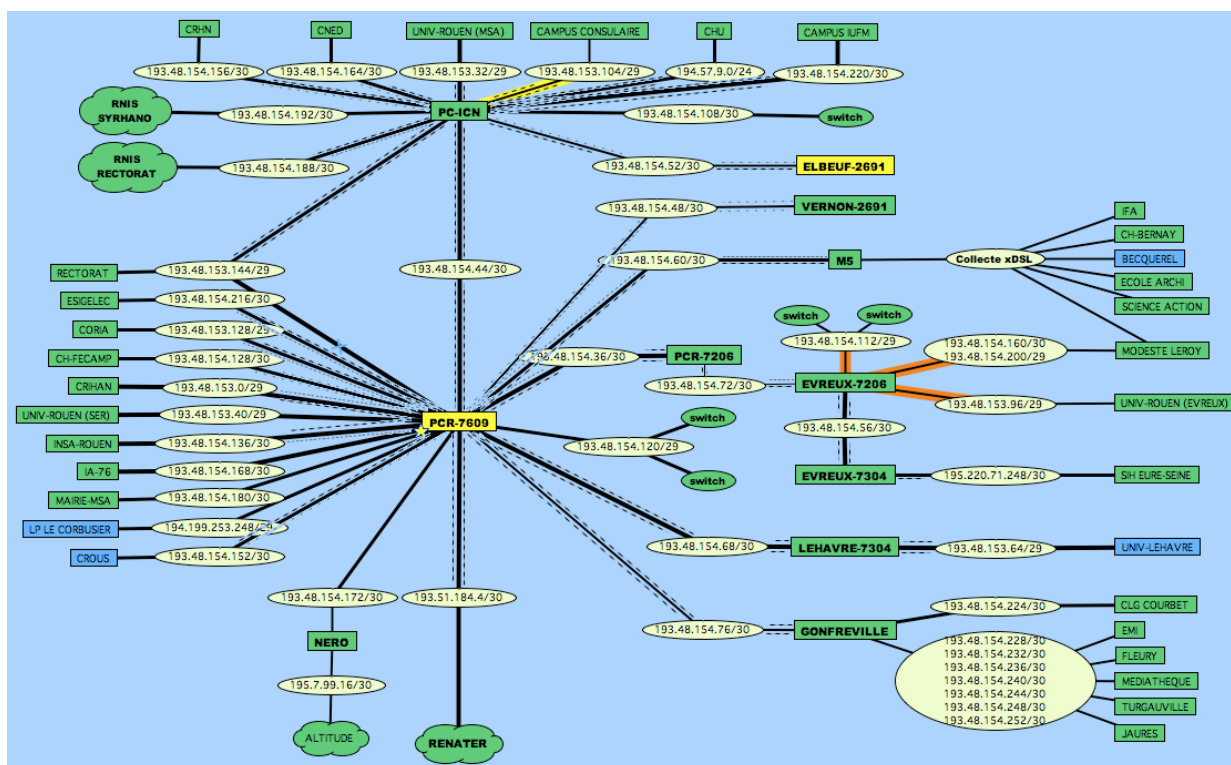 CRHN
CNED
UNIV-ROUEN (MSA)
CAMPUS CONSULAIRE
CHU
CAMPUS IUFM
193.48.154.156/30
193.48.154.164/30
193.48.153.32/29
193.48.153.104/29
194.57.9.0/24
193.48.154.220/30
RNIS
SYRHANO
193.48.154.192/30
PC-ICN
193.48.154.108/30
switch
RNIS
RECTORAT
193.48.154.188/30
193.48.154.52/30
ELBEUF-2691
193.48.154.48/30
VERNON-2691
IFA
CH-BERNAY
RECTORAT
193.48.153.144/29
193.48.154.44/30
193.48.154.60/30
M5
Collecte xDSL
BECQUEREL
ECOLE ARCHI
SCIENCE ACTION
ESIGELEC
193.48.154.216/30
switch
switch
CORIA
193.48.153.128/29
193.48.154.112/29
193.48.154.160/30
193.48.154.200/29
MODESTE LEROY
CH-FECAMP
193.48.154.128/30
193.48.154.36/30
PCR-7206
CRIHAN
193.48.153.0/29
193.48.154.72/30
EVREUX-7206
193.48.153.96/29
UNIV-ROUEN (EVREUX)
UNIV-ROUEN (SER)
193.48.153.40/29
PCR-7609
switch
193.48.154.56/30
INSA-ROUEN
193.48.154.136/30
193.48.154.120/29
IA-76
193.48.154.168/30
switch
EVREUX-7304
195.220.71.248/30
SIH EURE-SEINE
MAIRIE-MSA
193.48.154.180/30
LP LE CORBUSIER
194.199.253.248/29
CROUS
193.48.154.152/30
193.48.154.68/30
LEHAVRE-7304
193.48.153.64/29
UNIV-LEHAVRE
193.48.154.172/30
193.51.184.4/30
193.48.154.76/30
GONFREVILLE
193.48.154.224/30
CLG COURBET
NERO
193.48.154.228/30
193.48.154.232/30
193.48.154.236/30
193.48.154.240/30
193.48.154.244/30
193.48.154.248/30
193.48.154.252/30
EMI
FLEURY
MEDIATHEQUE
TURGAUVILLE
JAURES
195.7.99.16/30
ALTITUDE
RENATER